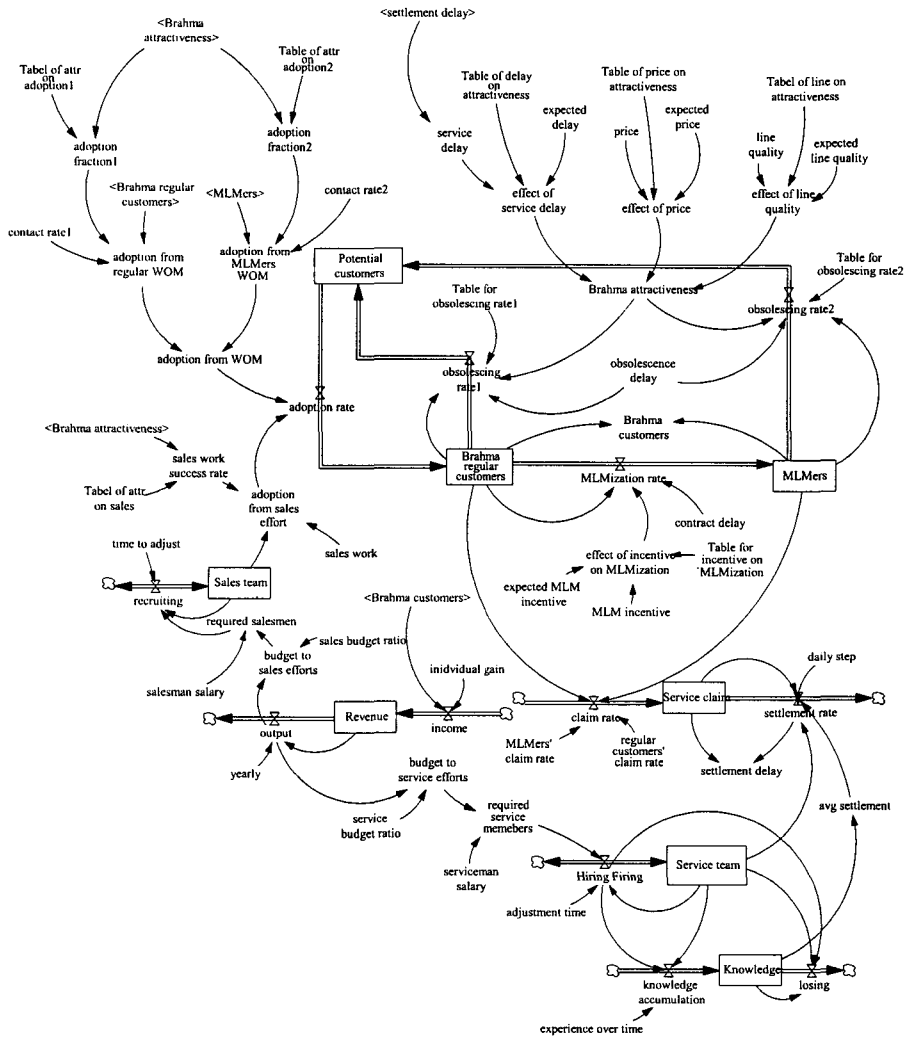 <settlement delay>
<Brahma
attractiveness>
Tabel of attr
on
adoption1
Table of attr
on
adoption2
Table of delay
on
attractiveness
Table of price on
attractiveness
Tabel of line on
attractiveness
adoption
fraction1
adoption
fraction2
service
delay
expected
delay
price
expected
price
line
quality
expected
line quality
effect of
service delay
effect of price
effect of line
quality
<Brahma regular
customers>
<MLMers>
contact rate2
contact rate1
adoption from
regular WOM
adoption from
MLMers
WOM
Potential
customers
Table for
obsolescing rate1
Brahma attractiveness
Table for
obsolescing rate2
obsolescing rate2
adoption from WOM
obsolescing
rate1
obsolescence
delay
adoption rate
Brahma
customers
<Brahma attractiveness>
sales work
success rate
Brahma
regular
customers
MLMization rate
MLMers
Tabel of attr
on sales
adoption
from sales
effort
contract delay
sales work
effect of incentive
on MLMization
Table for
incentive on
MLMization
time to adjust
expected MLM
incentive
Sales team
MLM incentive
recruiting
<Brahma customers>
required salesmen
sales budget ratio
budget to
sales efforts
daily step
salesman salary
inidvidual gain
Service claim
Revenue
claim rate
settlement rate
output
income
MLMers'
claim rate
regular
customers'
claim rate
settlement delay
yearly
budget to
service efforts
service
budget ratio
required
service
memebers
avg settlement
serviceman
salary
Service team
Hiring Firing
adjustment time
Knowledge
knowledge
accumulation
losing
experience over time